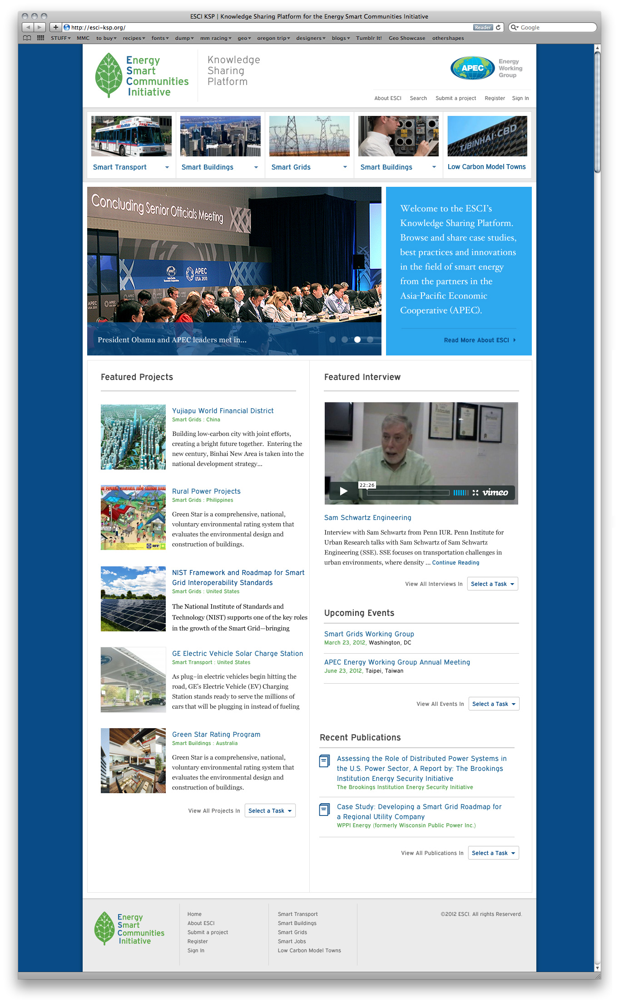 ESCI KSP | Knowledge Sharing Platform for the Energy Smart Communities Initiative
http://esci-ksp.org/
Reader
Google
STUFF MMC to buy recipes fonts dump mm racing geo oregon trip designers blogs Tumblr It! Geo Showcase othershapes
Energy
Smart
Communities
Initiative
Knowledge
Sharing
Platform
APEC
Energy
Working
Group
About ESCI Search Submit a project Register Sign In
FREE MallRide
FREE
TJBINHAI·CBD
Smart Transport
Smart Buildings
Smart Grids
Smart Buildings
Low Carbon Model Towns
Concluding Senior Officials Meeting
APEC
Asia-Pacific
Economic Cooperation
APEC
USA 2011
APEC
USA 2011
President Obama and APEC leaders met in...
Welcome to the ESCI's
Knowledge Sharing Platform.
Browse and share case studies,
best practices and innovations
in the field of smart energy
from the partners in the
Asia-Pacific Economic
Cooperative (APEC).
Read More About ESCI
Featured Projects
Yujiapu World Financial District
Smart Grids : China
Building low-carbon city with joint efforts,
creating a bright future together.  Entering the
new century, Binhai New Area is taken into the
national development strategy...
POWER, SAGANA ANG AMING
Rural Power Projects
Smart Grids : Philippines
Green Star is a comprehensive, national,
voluntary environmental rating system that
evaluates the environmental design and
construction of buildings.
NIST Framework and Roadmap for Smart
Grid Interoperability Standards
Smart Grids : United States
The National Institute of Standards and
Technology (NIST) supports one of the key roles
in the growth of the Smart Grid—bringing
GE Electric Vehicle Solar Charge Station
Smart Transport : United States
As plug–in electric vehicles begin hitting the
road, GE's Electric Vehicle (EV) Charging
Station stands ready to serve the millions of
cars that will be plugging in instead of fueling
Green Star Rating Program
Smart Buildings : Australia
Green Star is a comprehensive, national,
voluntary environmental rating system that
evaluates the environmental design and
construction of buildings.
View All Projects In Select a Task
Featured Interview
22:26
vimeo
Sam Schwartz Engineering
Interview with Sam Schwartz from Penn IUR. Penn Institute for
Urban Research talks with Sam Schwartz of Sam Schwartz
Engineering (SSE). SSE focuses on transportation challenges in
urban environments, where density ... Continue Reading
View All Interviews In Select a Task
Upcoming Events
Smart Grids Working Group
March 23, 2012, Washington, DC
APEC Energy Working Group Annual Meeting
June 23, 2012, Taipei, Taiwan
View All Events In Select a Task
Recent Publications
Assessing the Role of Distributed Power Systems in
the U.S. Power Sector, A Report by: The Brookings
Institution Energy Security Initiative
The Brookings Institution Energy Security Initiative
Case Study: Developing a Smart Grid Roadmap for
a Regional Utility Company
WPPI Energy (formerly Wisconsin Public Power Inc.)
View All Publications In Select a Task
Energy
Smart
Communities
Initiative
Home
About ESCI
Submit a project
Register
Sign In
Smart Transport
Smart Buildings
Smart Grids
Smart Jobs
Low Carbon Model Towns
©2012 ESCI. All rights Reserverd.